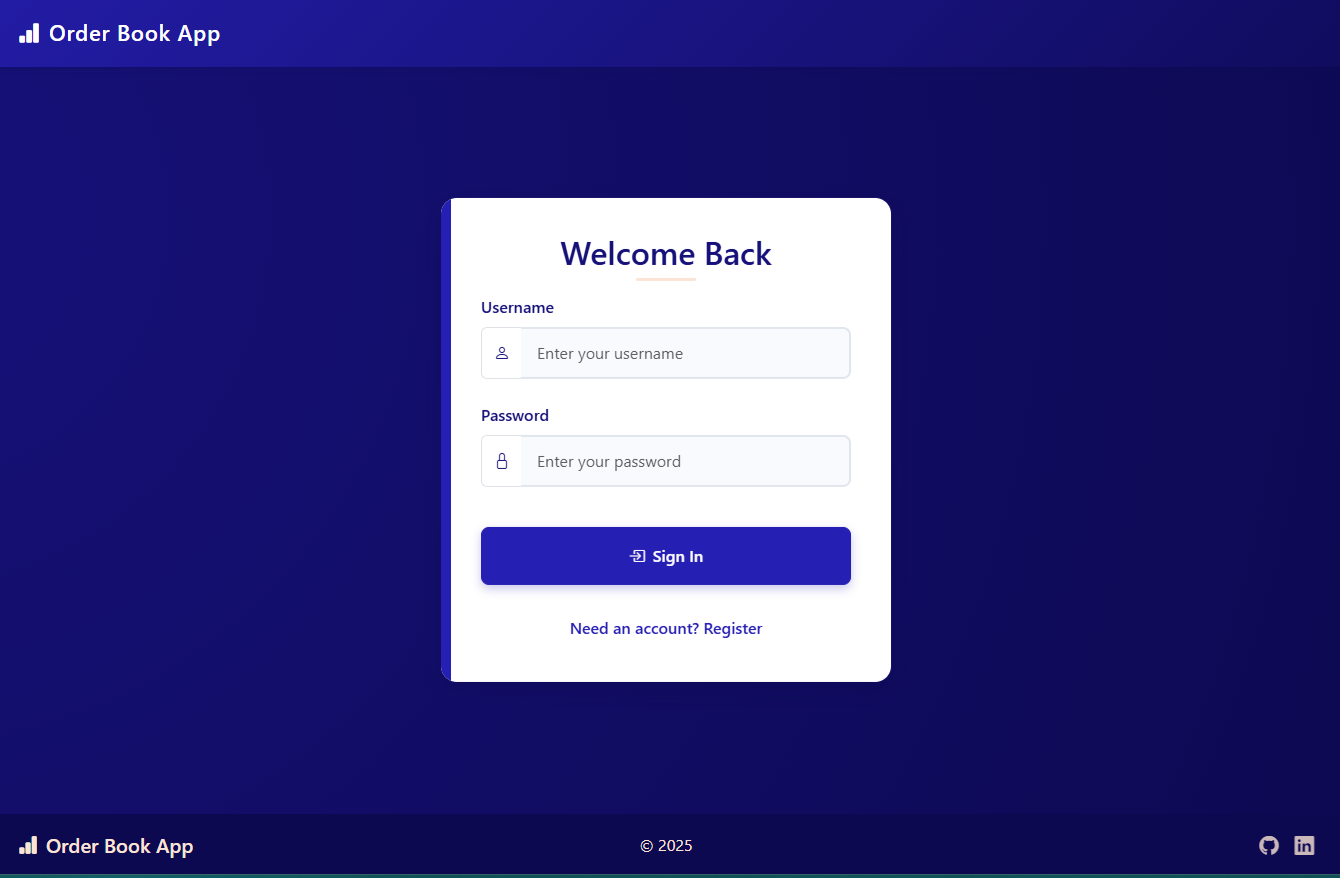 Order Book App
Welcome Back
Username
Enter your username
Password
Enter your password
Sign In
Need an account? Register
Order Book App
© 2025
in